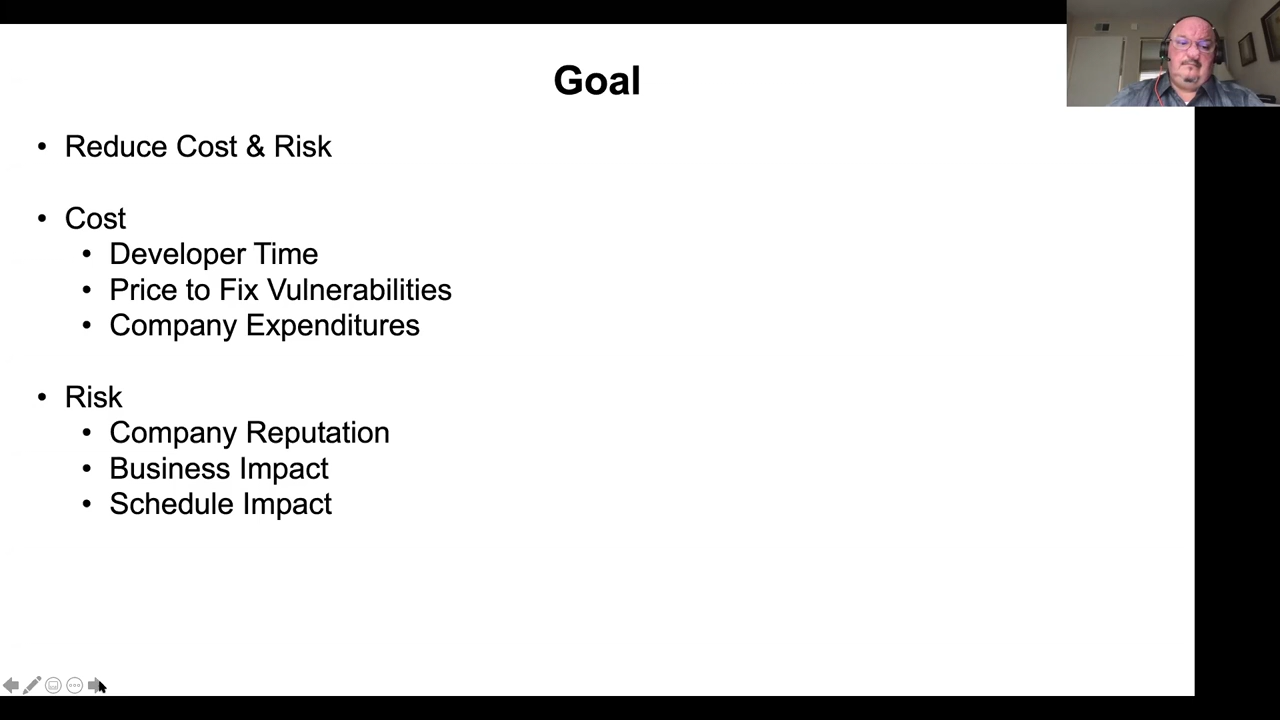 Goal
• Reduce Cost & Risk
• Cost
• Developer Time
• Price to Fix Vulnerabilities
• Company Expenditures
• Risk
• Company Reputation
• Business Impact
• Schedule Impact